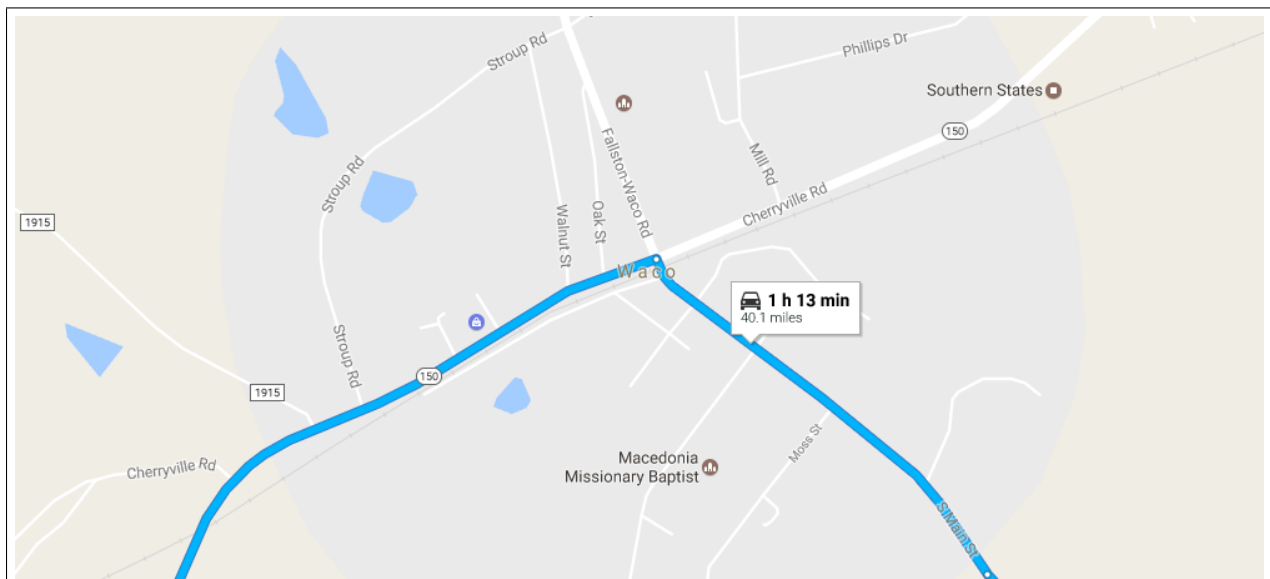 Stroup Rd
Phillips Dr
Southern States
150
Fallston-Waco Rd
Mill Rd
Stroup Rd
Cherryville Rd
1915
Walnut St
Oak St
Waco
1 h 13 min
40.1 miles
Stroup Rd
150
1915
Moss St
Cherryville Rd
Macedonia
Missionary Baptist
S Main St